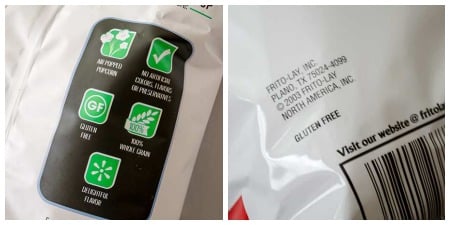 AIR POPPED
POPCORN
NO ARTIFICIAL
COLORS, FLAVORS
OR PRESERVATIVES
GF
GLUTEN
FREE
100%
100%
WHOLE GRAIN
DELIGHTFUL
FLAVOR
FRITO-LAY, INC.
PLANO, TX 75024-4099
© 2003 FRITO-LAY
NORTH AMERICA, INC
GLUTEN FREE
Visit our website @ fritola